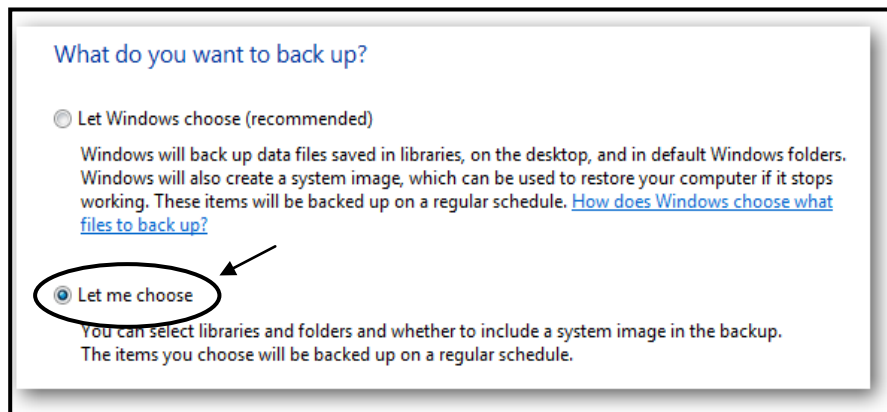 What do you want to back up?
Let Windows choose (recommended)
Windows will back up data files saved in libraries, on the desktop, and in default Windows folders.
Windows will also create a system image, which can be used to restore your computer if it stops
working. These items will be backed up on a regular schedule. How does Windows choose what
files to back up?
Let me choose
You can select libraries and folders and whether to include a system image in the backup.
The items you choose will be backed up on a regular schedule.